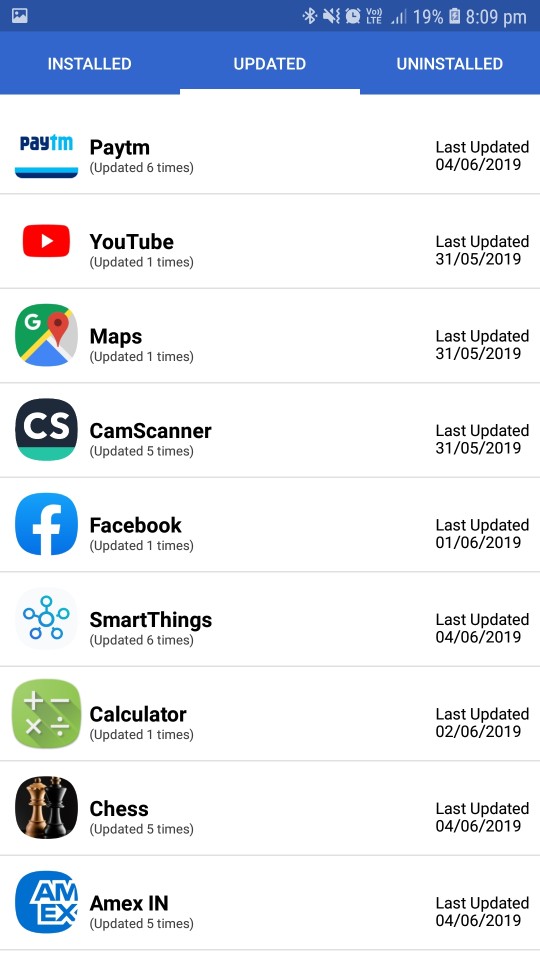 Vo)) LTE 19% 8:09 pm
INSTALLED UPDATED UNINSTALLED
paytm
Paytm
(Updated 6 times)
Last Updated
04/06/2019
YouTube
(Updated 1 times)
Last Updated
31/05/2019
G
Maps
(Updated 1 times)
Last Updated
31/05/2019
CS
CamScanner
(Updated 5 times)
Last Updated
31/05/2019
f
Facebook
(Updated 1 times)
Last Updated
01/06/2019
SmartThings
(Updated 6 times)
Last Updated
04/06/2019
+ −
× ÷
Calculator
(Updated 1 times)
Last Updated
02/06/2019
Chess
(Updated 5 times)
Last Updated
04/06/2019
AM
EX
Amex IN
(Updated 5 times)
Last Updated
04/06/2019